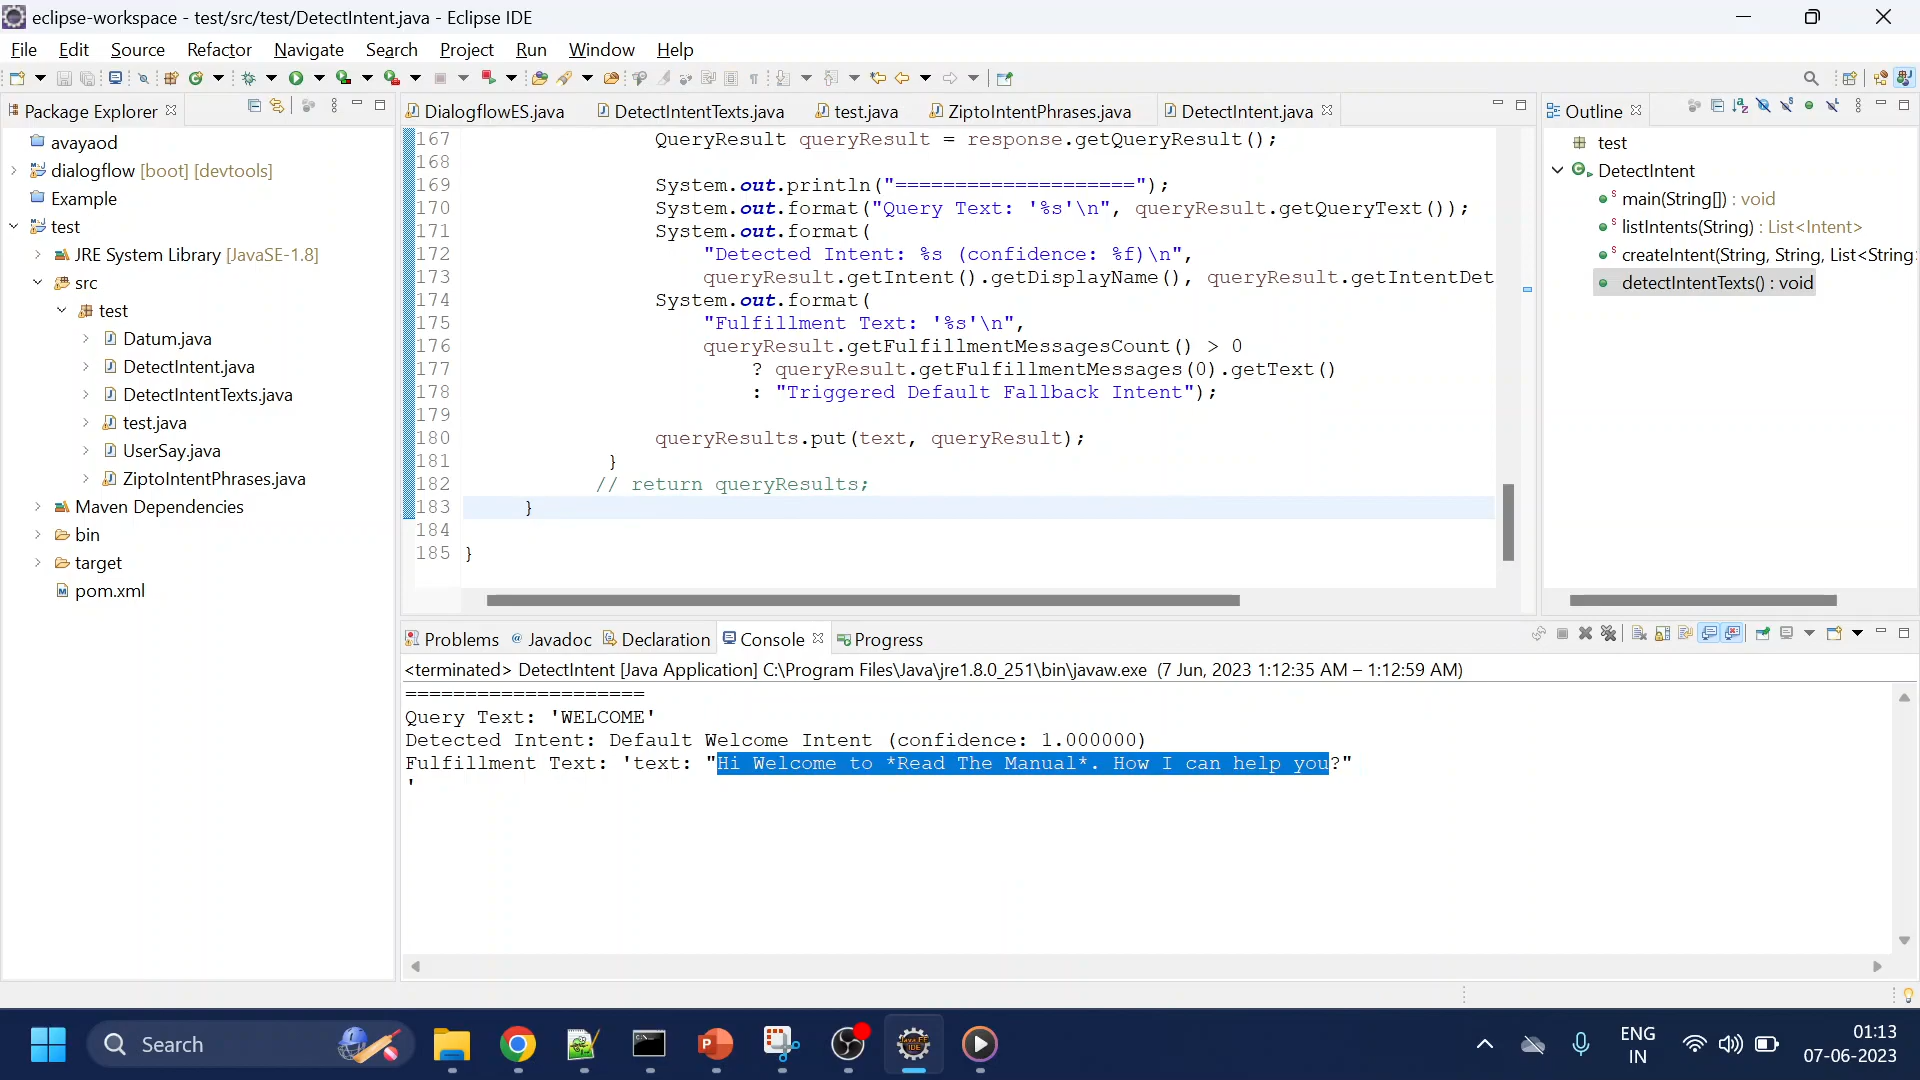 eclipse-workspace - test/src/test/DetectIntent.java - Eclipse IDE
File Edit Source Refactor Navigate Search Project Run Window Help
Package Explorer
avayaod
dialogflow [boot] [devtools]
Example
test
JRE System Library [JavaSE-1.8]
src
test
Datum.java
DetectIntent.java
DetectIntentTexts.java
test.java
UserSay.java
ZiptoIntentPhrases.java
Maven Dependencies
bin
target
pom.xml
DialogflowES.java DetectIntentTexts.java test.java ZiptoIntentPhrases.java DetectIntent.java
167 QueryResult queryResult = response.getQueryResult();
168
169 System.out.println("====================");
170 System.out.format("Query Text: '%s'\n", queryResult.getQueryText());
171 System.out.format(
172 "Detected Intent: %s (confidence: %f)\n",
173 queryResult.getIntent().getDisplayName(), queryResult.getIntentDet
174 System.out.format(
175 "Fulfillment Text: '%s'\n",
176 queryResult.getFulfillmentMessagesCount() > 0
177 ? queryResult.getFulfillmentMessages(0).getText()
178 : "Triggered Default Fallback Intent");
179
180 queryResults.put(text, queryResult);
181 }
182 // return queryResults;
183 }
184
185 }
Outline
test
DetectIntent
main(String[]) : void
listIntents(String) : List<Intent>
createIntent(String, String, List<String>
detectIntentTexts() : void
Problems Javadoc Declaration Console Progress
<terminated> DetectIntent [Java Application] C:\Program Files\Java\jre1.8.0_251\bin\javaw.exe (7 Jun, 2023 1:12:35 AM – 1:12:59 AM)
====================
Query Text: 'WELCOME'
Detected Intent: Default Welcome Intent (confidence: 1.000000)
Fulfillment Text: 'text: "Hi Welcome to *Read The Manual*. How I can help you?"
'
Search
ENG
IN
01:13
07-06-2023